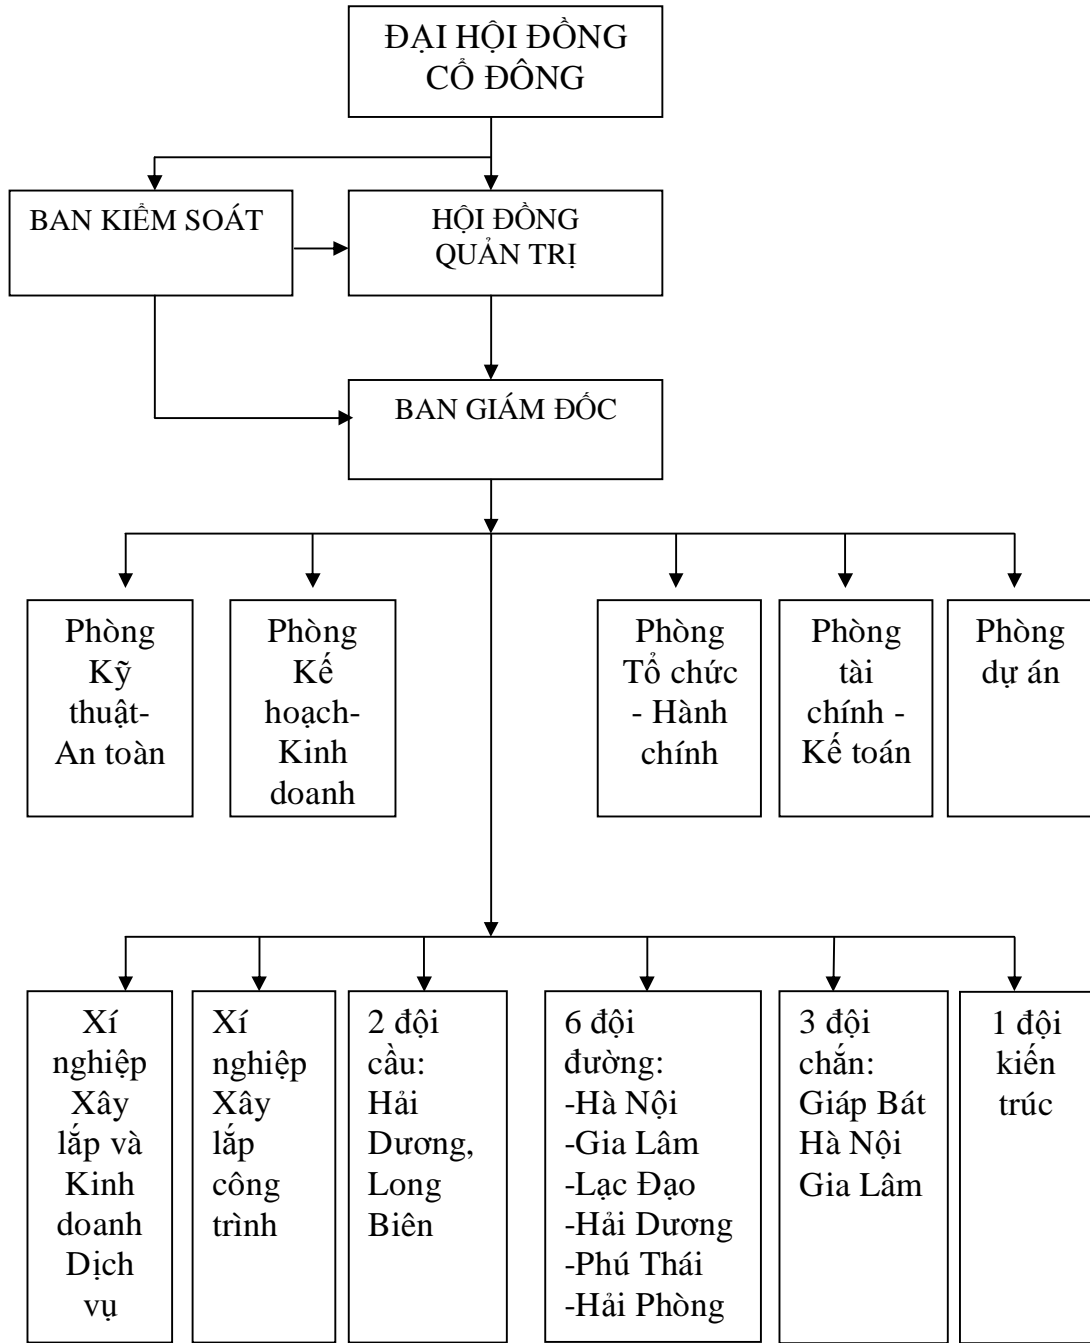 ĐẠI HỘI ĐỒNG
CỔ ĐÔNG
BAN KIỂM SOÁT
HỘI ĐỒNG
QUẢN TRỊ
BAN GIÁM ĐỐC
Phòng
Kỹ
thuật-
An toàn
Phòng
Kế
hoạch-
Kinh
doanh
Phòng
Tổ chức
- Hành
chính
Phòng
tài
chính -
Kế toán
Phòng
dự án
Xí
nghiệp
Xây
lắp và
Kinh
doanh
Dịch
vụ
Xí
nghiệp
Xây
lắp
công
trình
2 đội
cầu:
Hải
Dương,
Long
Biên
6 đội
đường:
-Hà Nội
-Gia Lâm
-Lạc Đạo
-Hải Dương
-Phú Thái
-Hải Phòng
3 đội
chắn:
Giáp Bát
Hà Nội
Gia Lâm
1 đội
kiến
trúc